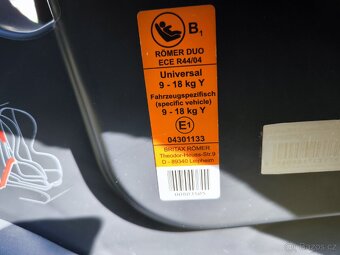 B1
RÖMER DUO
ECE R44/04
Universal
9 - 18 kg Y
Fahrzeugspezifisch
(specific vehicle)
9 - 18 kg Y
E1
04301133
BRITAX RÖMER
Theodor-Heuss-Str.9
D - 89340 Leipheim